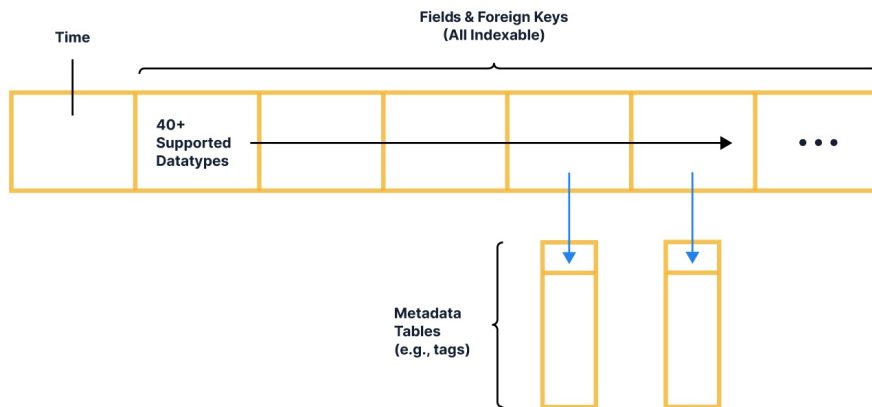 Fields & Foreign Keys
(All Indexable)
Time
40+
Supported
Datatypes
Metadata
Tables
(e.g., tags)